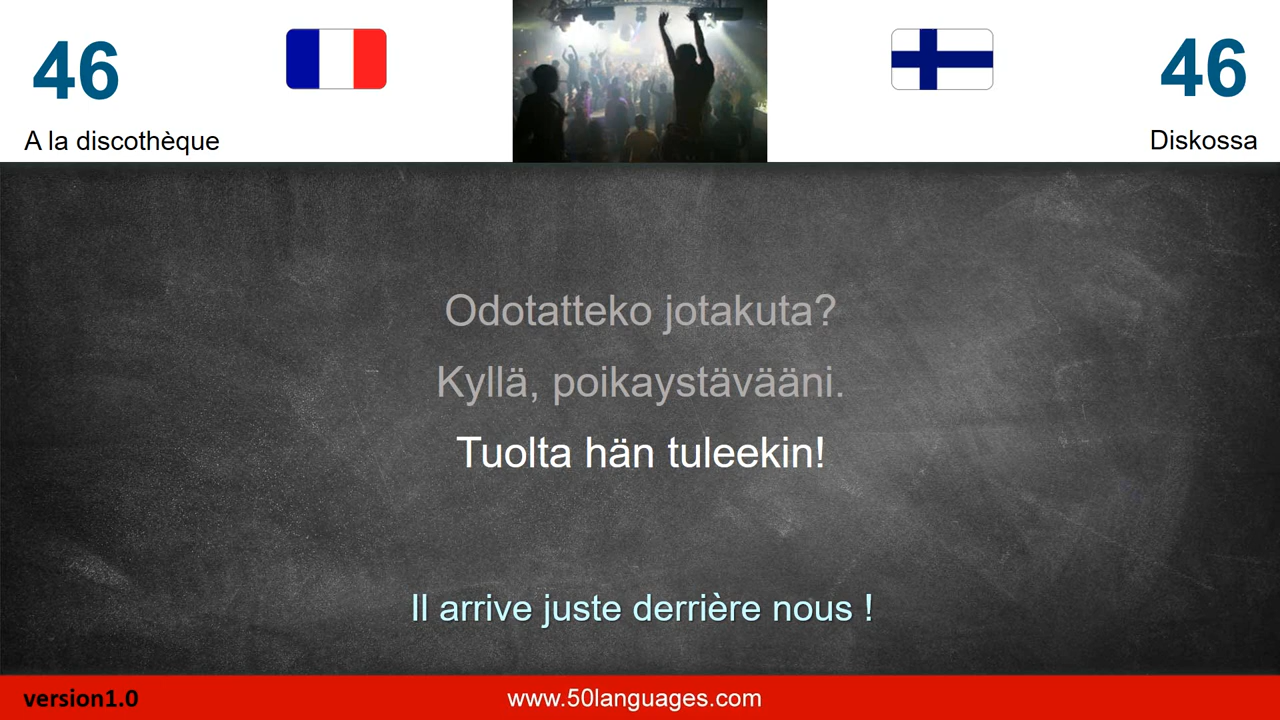 46
46
A la discothèque
Diskossa
Odotatteko jotakuta?
Kyllä, poikaystävääni.
Tuolta hän tuleekin!
Il arrive juste derrière nous !
version1.0
www.50languages.com